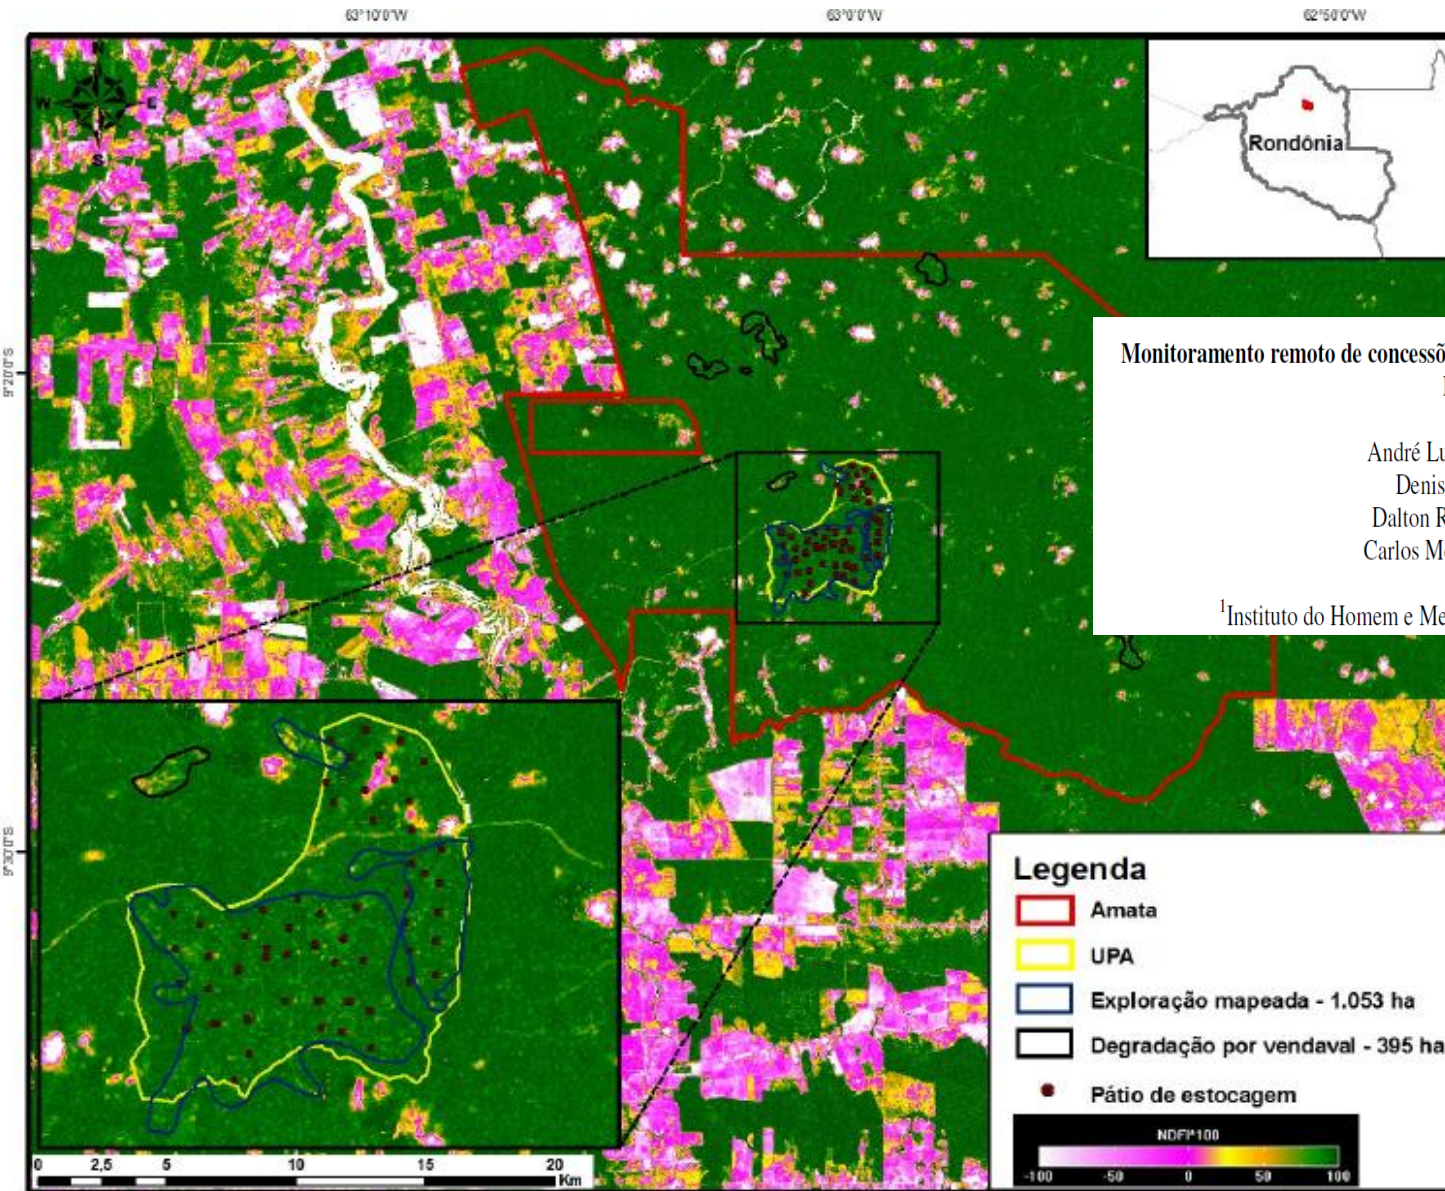 63°10'0"W
63°0'0"W
62°50'0"W
N
W
E
S
Rondônia
9°20'0"S
Monitoramento remoto de concessõ
André Lu
Denis
Dalton R
Carlos M
¹Instituto do Homem e Me
9°30'0"S
Legenda
Amata
UPA
Exploração mapeada - 1.053 ha
Degradação por vendaval - 395 ha
Pátio de estocagem
NDFI*100
-100 -50 0 50 100
0 2,5 5 10 15 20
Km